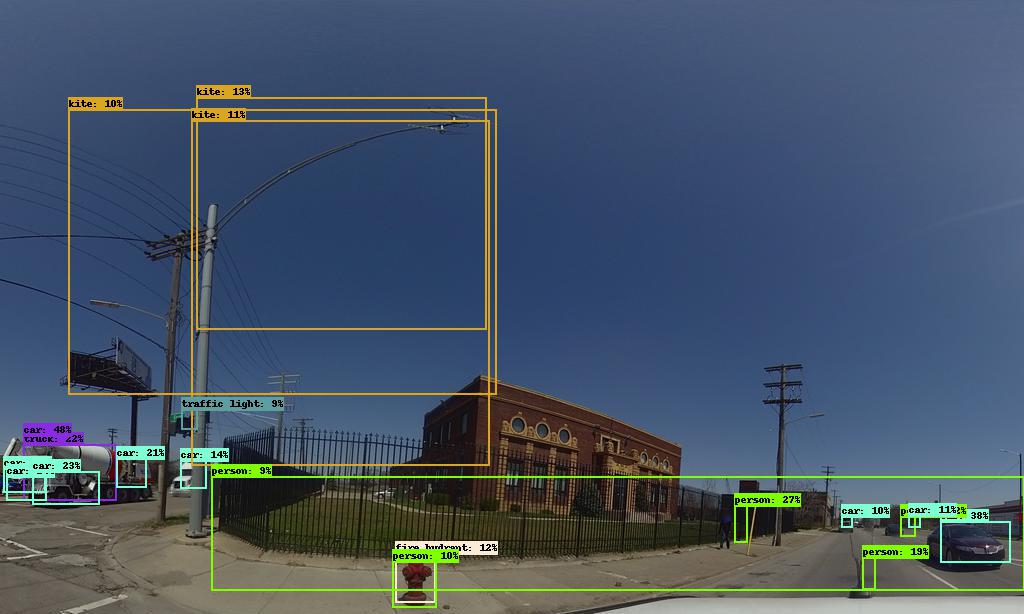 kite: 13%
kite: 10%
kite: 11%
traffic light: 9%
car: 48%
truck: 22%
car: 21%
car: 14%
car: 23%
person: 9%
person: 27%
car: 10%
car: 11%
38%
fire hydrant: 12%
person: 10%
person: 19%